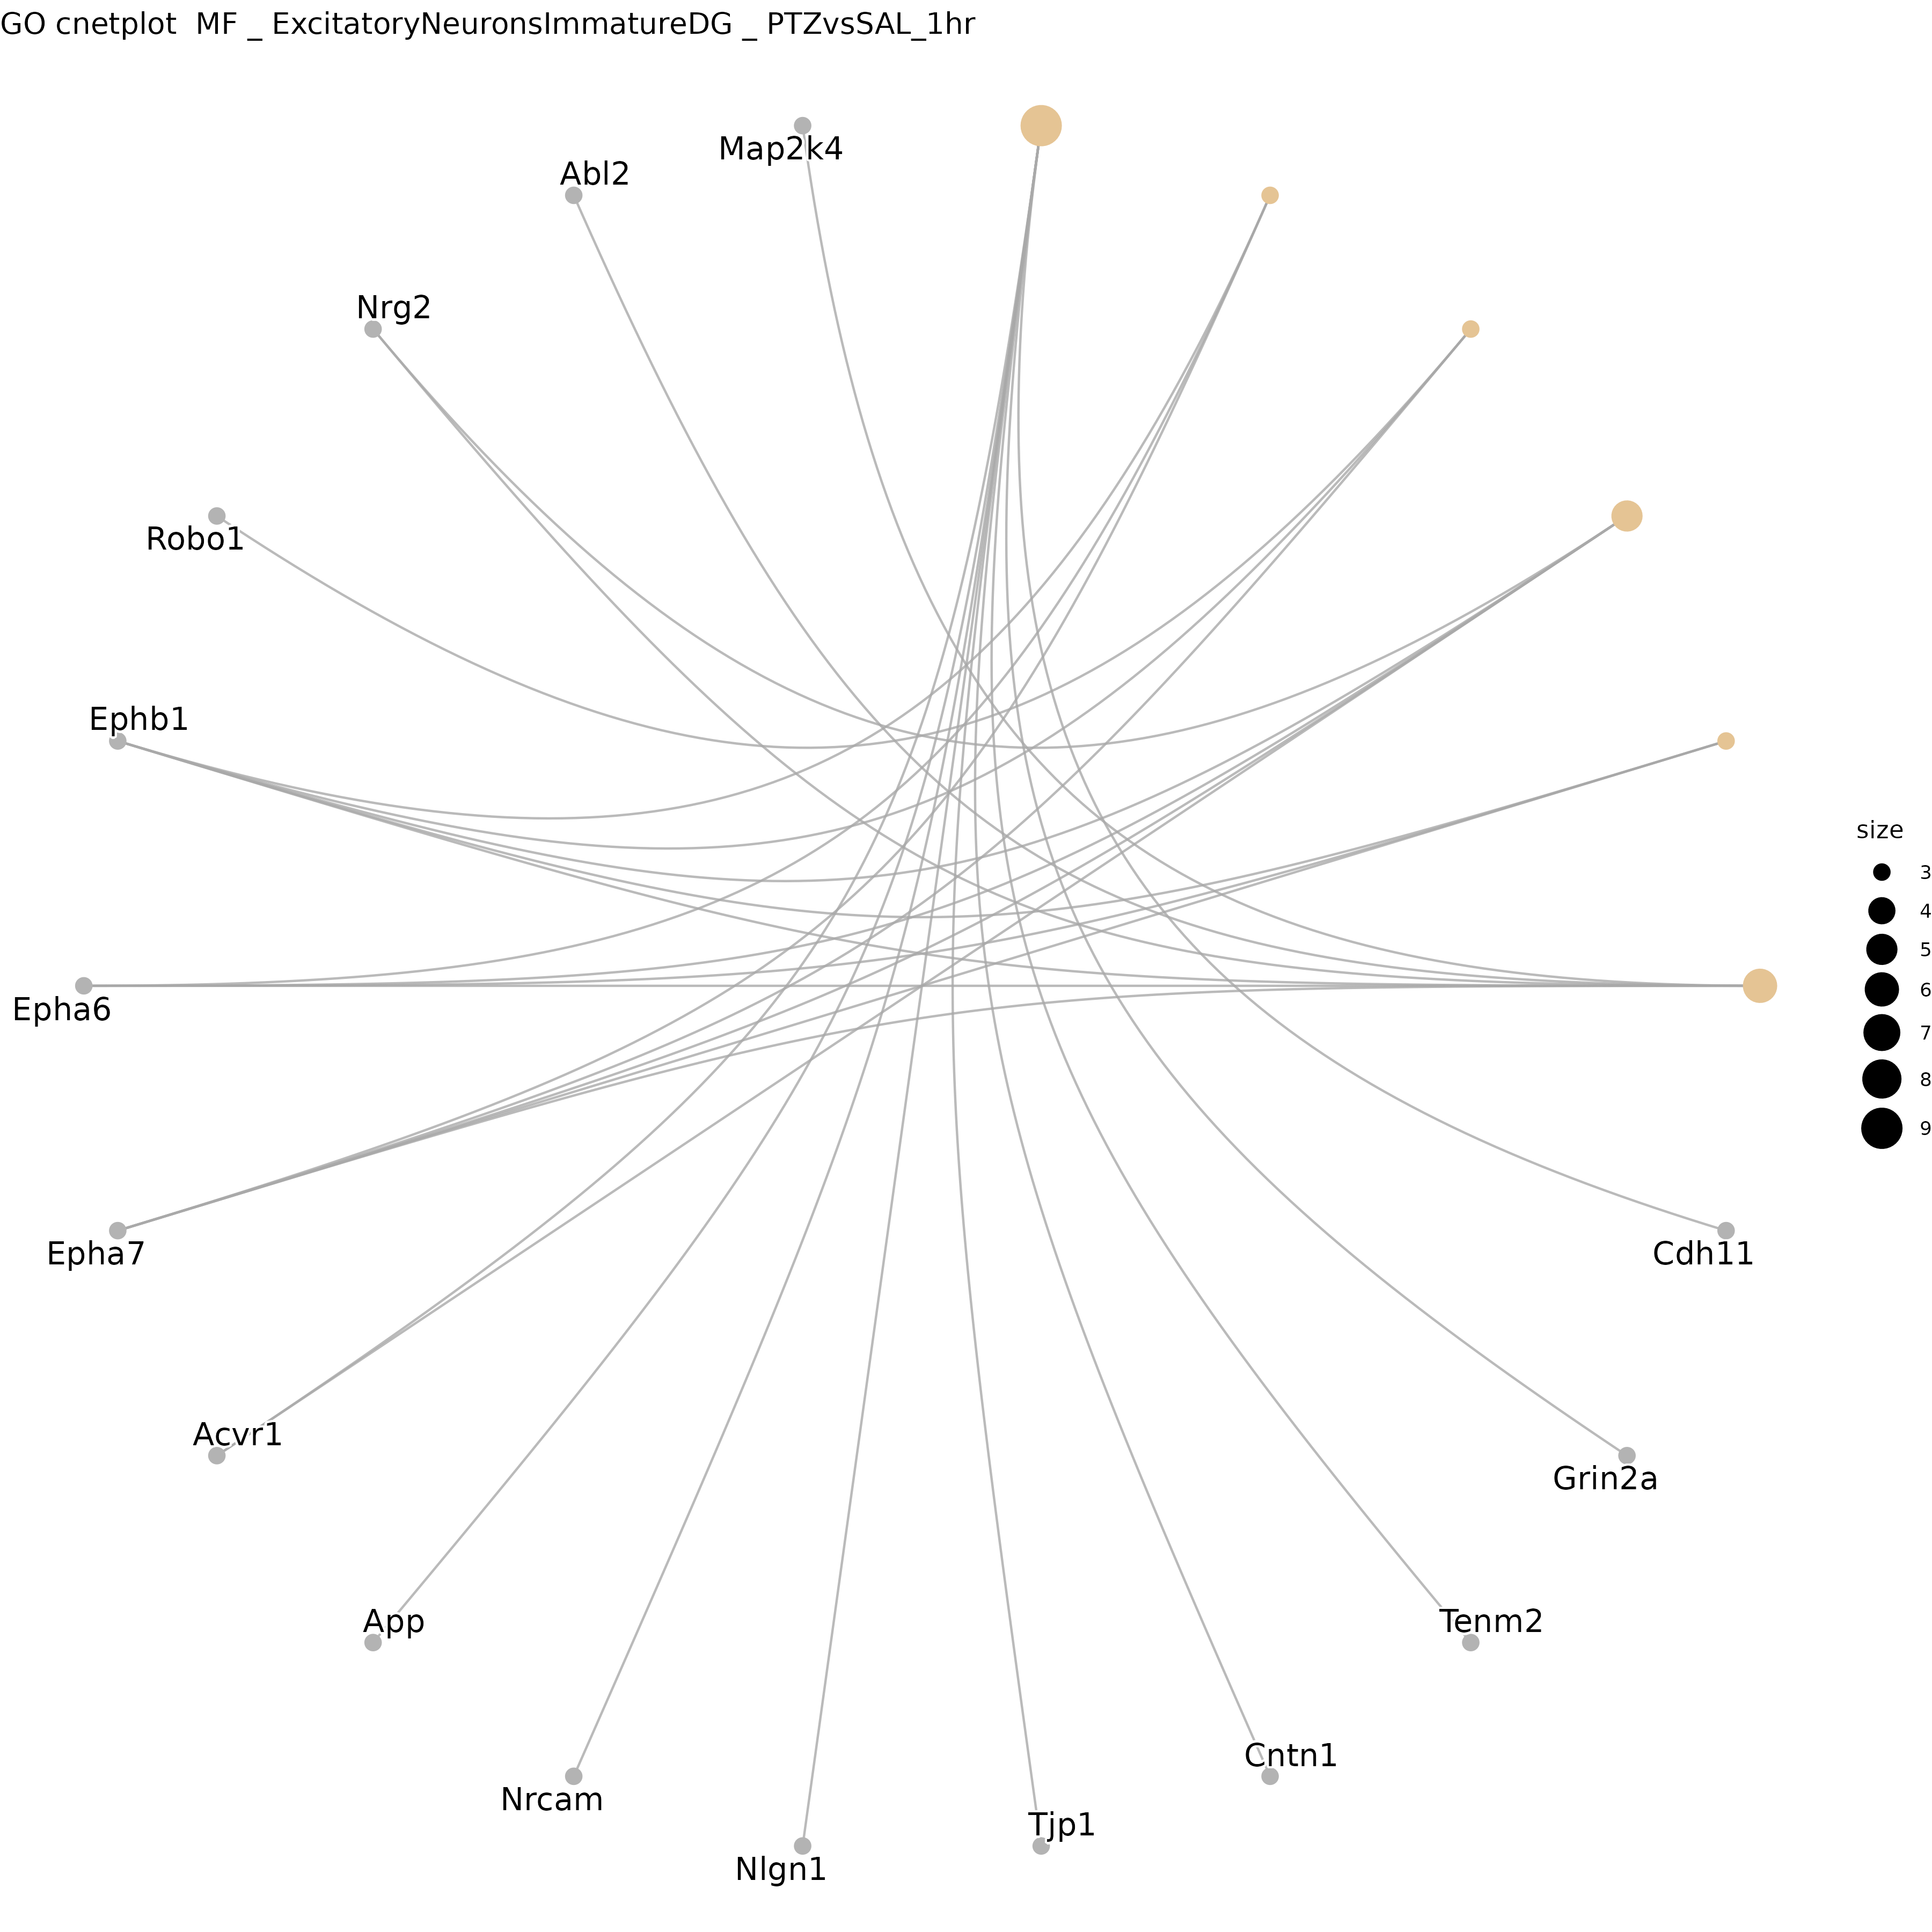 GO cnetplot  MF _ ExcitatoryNeuronsImmatureDG _ PTZvsSAL_1hr
Map2k4
Abl2
Nrg2
Robo1
Ephb1
Epha6
Epha7
Acvr1
App
Nrcam
Nlgn1
Tjp1
Cntn1
Tenm2
Grin2a
Cdh11
size
3
4
5
6
7
8
9